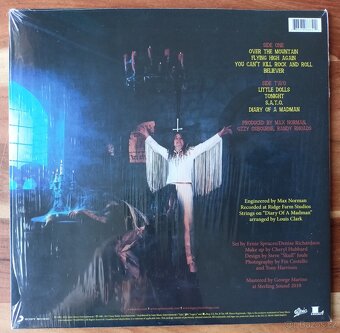 SIDE ONE
OVER THE MOUNTAIN
FLYING HIGH AGAIN
YOU CAN'T KILL ROCK AND ROLL
BELIEVER
SIDE TWO
LITTLE DOLLS
TONIGHT
S.A.T.O.
DIARY OF A MADMAN
PRODUCED BY MAX NORMAN,
OZZY OSBOURNE, RANDY RHOADS
Engineered by Max Norman
Recorded at Ridge Farm Studios
Strings on "Diary Of A Madman"
arranged by Louis Clark
Set by Ernie Spruces/Denise Richardson
Make up by Cheryl Hubbard
Design by Steve "Skull" Joule
Photography by Fin Costello
and Tony Harrison
Mastered by George Marino
at Sterling Sound 2010
Epic